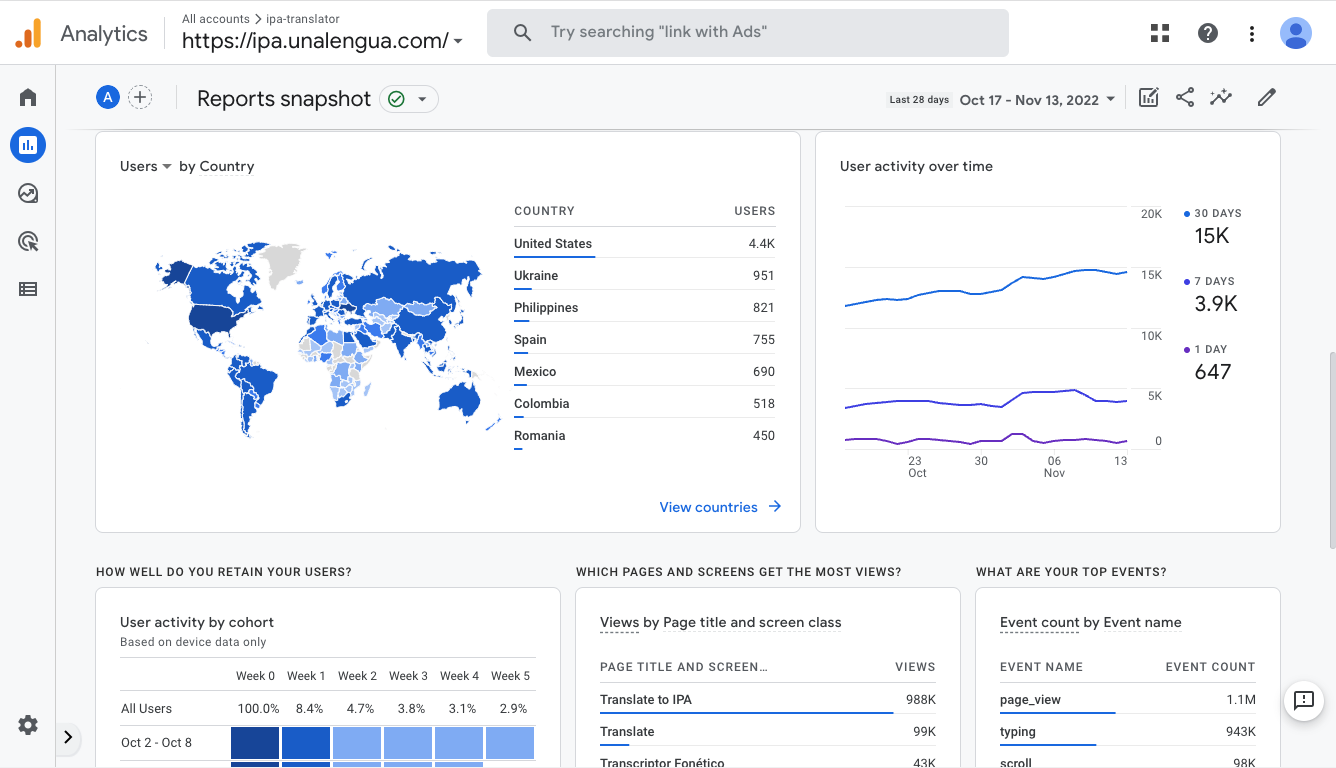 Analytics
All accounts > ipa-translator
https://ipa.unalengua.com/
Try searching "link with Ads"
A
Reports snapshot
Last 28 days Oct 17 - Nov 13, 2022
Users by Country
COUNTRY USERS
United States 4.4K
Ukraine 951
Philippines 821
Spain 755
Mexico 690
Colombia 518
Romania 450
View countries
User activity over time
20K
15K
10K
5K
0
23 Oct
30
06 Nov
13
30 DAYS
15K
7 DAYS
3.9K
1 DAY
647
HOW WELL DO YOU RETAIN YOUR USERS?
User activity by cohort
Based on device data only
Week 0 Week 1 Week 2 Week 3 Week 4 Week 5
All Users 100.0% 8.4% 4.7% 3.8% 3.1% 2.9%
Oct 2 - Oct 8
WHICH PAGES AND SCREENS GET THE MOST VIEWS?
Views by Page title and screen class
PAGE TITLE AND SCREEN... VIEWS
Translate to IPA 988K
Translate 99K
Transcriptor Fonético 43K
WHAT ARE YOUR TOP EVENTS?
Event count by Event name
EVENT NAME EVENT COUNT
page_view 1.1M
typing 943K
scroll 98K